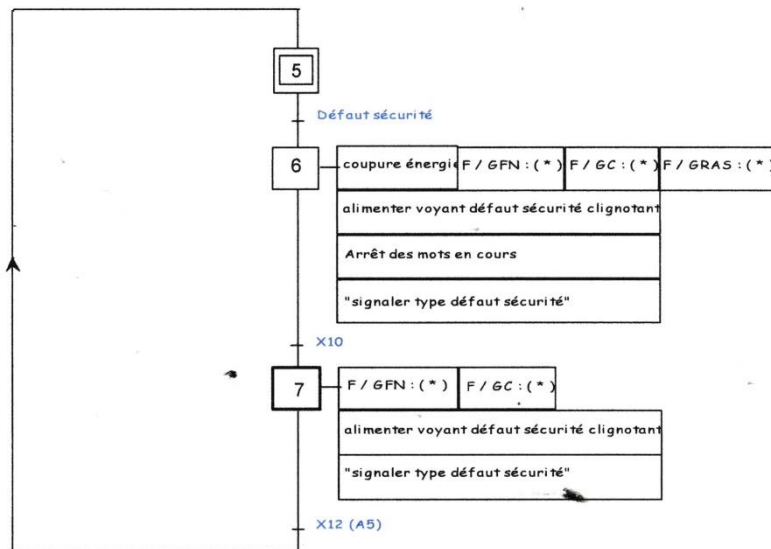 5
Défaut sécurité
6
coupure énergie F / GFN : ( * ) F / GC : ( * ) F / GRAS : ( * )
alimenter voyant défaut sécurité clignotant
Arrêt des mots en cours
"signaler type défaut sécurité"
X10
7
F / GFN : ( * ) F / GC : ( * )
alimenter voyant défaut sécurité clignotant
"signaler type défaut sécurité"
X12 (A5)